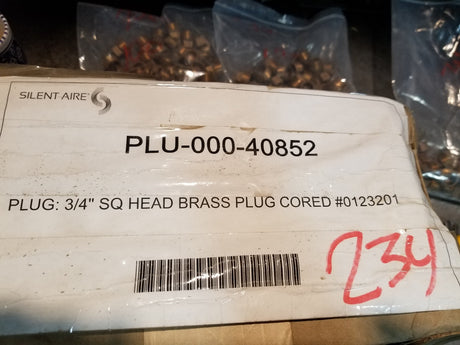 SILENT AIRE
PLU-000-40852
PLUG: 3/4" SQ HEAD BRASS PLUG CORED #0123201
234